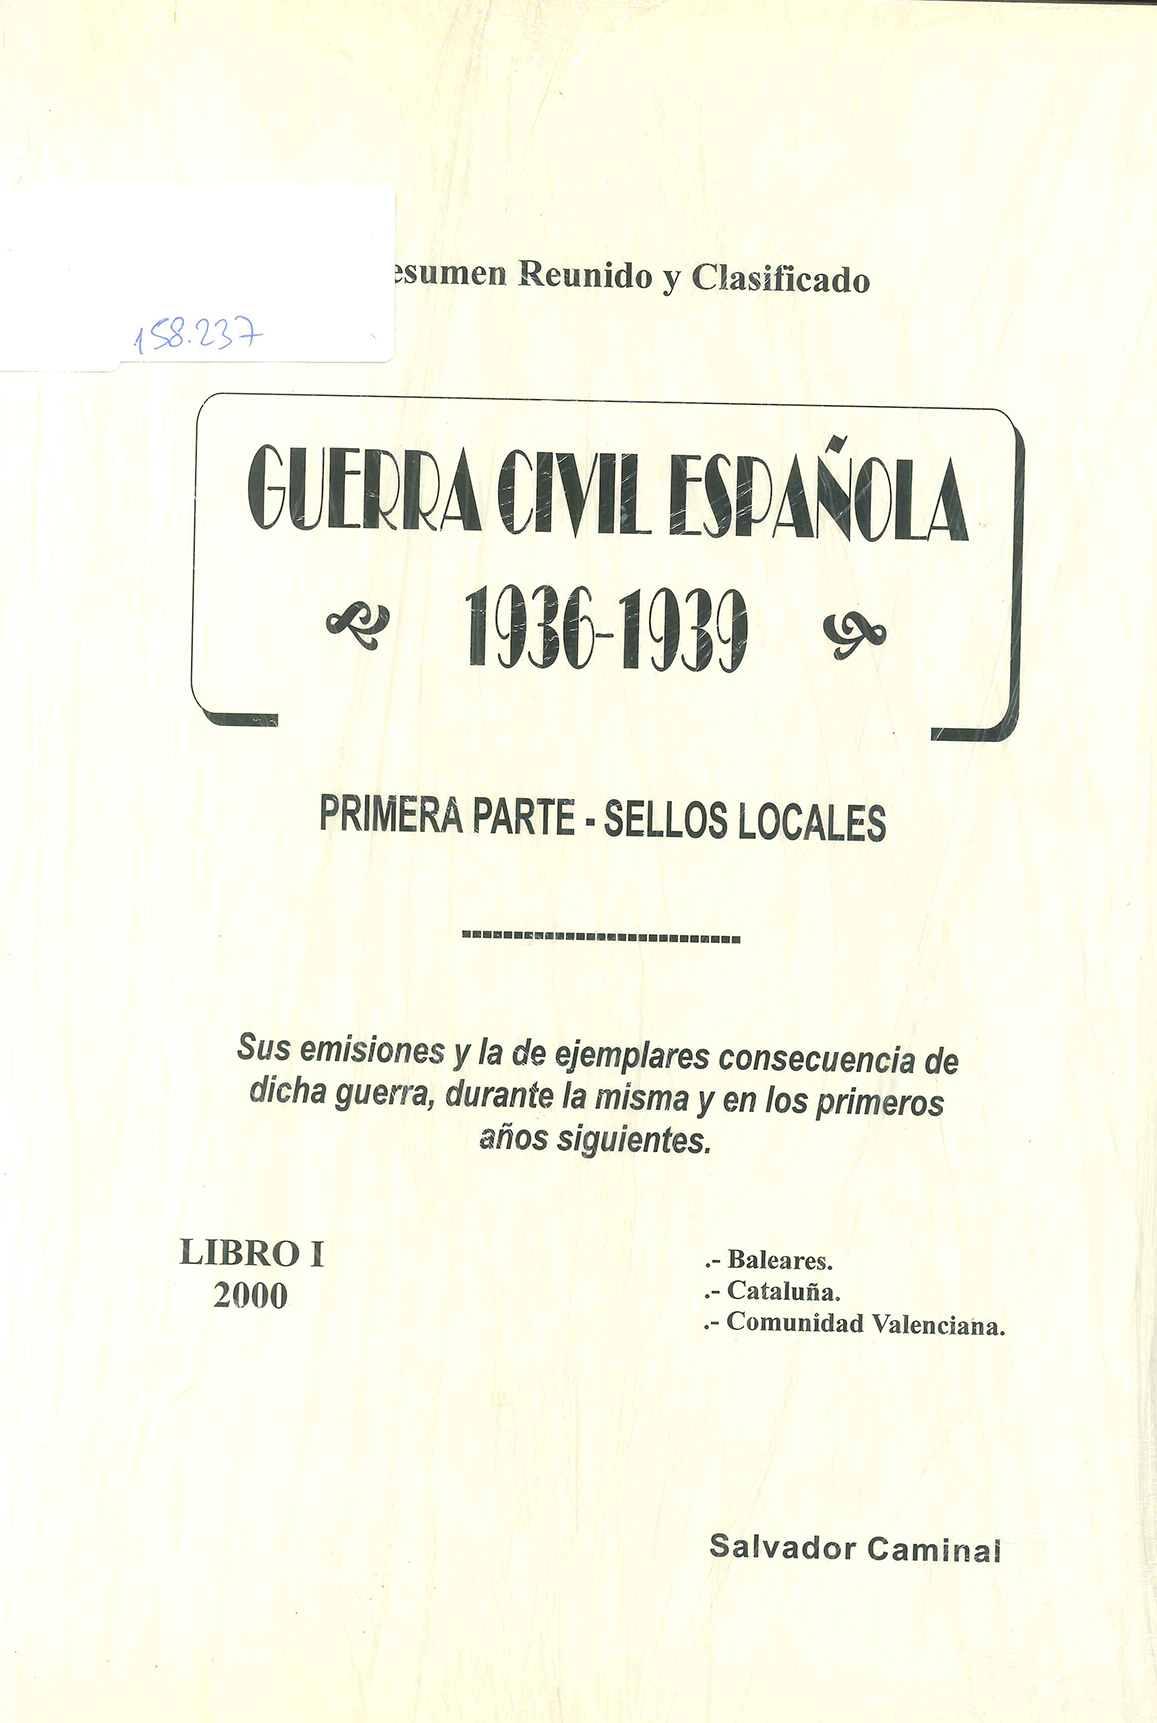 esumen Reunido y Clasificado
158.237
GUERRA CIVIL ESPAÑOLA
1936-1939
PRIMERA PARTE - SELLOS LOCALES
Sus emisiones y la de ejemplares consecuencia de
dicha guerra, durante la misma y en los primeros
años siguientes.
LIBRO I
2000
.- Baleares.
.- Cataluña.
.- Comunidad Valenciana.
Salvador Caminal